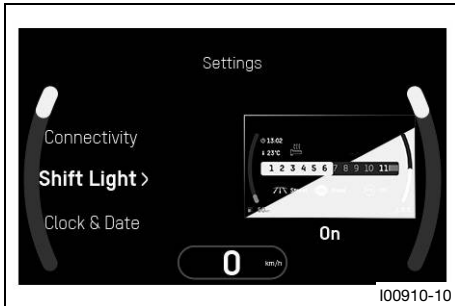 Settings
Connectivity
Shift Light >
Clock & Date
13:02
23°C
1 2 3 4 5 6 7 8 9 10 11
On
0 km/h
I00910-10